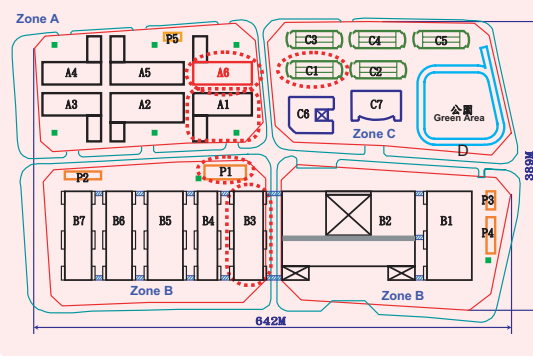 Zone A
P5
C3
C4
C5
A4
A5
A6
C1
C2
A3
A2
A1
C6
C7
公園
Green Area
Zone C
D
389M
P2
P1
P3
B7
B6
B5
B4
B3
B2
B1
P4
Zone B
Zone B
642M